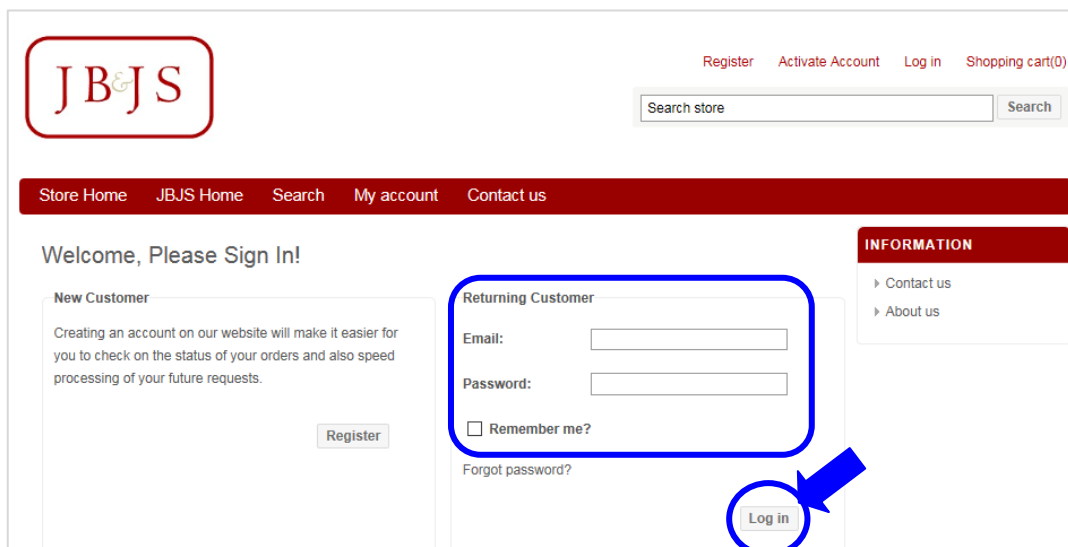 JB&JS
Register Activate Account Log in Shopping cart(0)
Search store Search
Store Home JBJS Home Search My account Contact us
Welcome, Please Sign In!
New Customer
Creating an account on our website will make it easier for
you to check on the status of your orders and also speed
processing of your future requests.
Register
Returning Customer
Email:
Password:
Remember me?
Forgot password?
Log in
INFORMATION
Contact us
About us